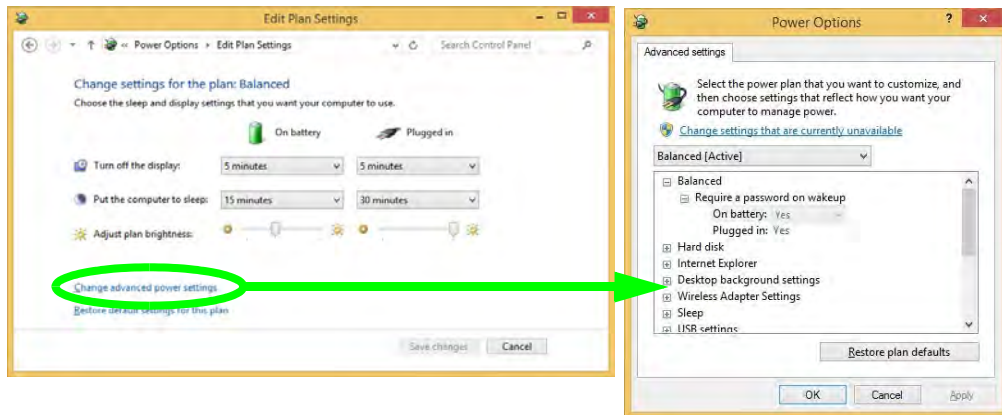 Edit Plan Settings
« Power Options › Edit Plan Settings
Search Control Panel
Change settings for the plan: Balanced
Choose the sleep and display settings that you want your computer to use.
On battery
Plugged in
Turn off the display:
5 minutes
5 minutes
Put the computer to sleep:
15 minutes
30 minutes
Adjust plan brightness:
Change advanced power settings
Restore default settings for this plan
Save changes
Cancel
Power Options
?
Advanced settings
Select the power plan that you want to customize, and
then choose settings that reflect how you want your
computer to manage power.
Change settings that are currently unavailable
Balanced [Active]
Balanced
Require a password on wakeup
On battery: Yes
Plugged in: Yes
Hard disk
Internet Explorer
Desktop background settings
Wireless Adapter Settings
Sleep
USB settings
Restore plan defaults
OK
Cancel
Apply